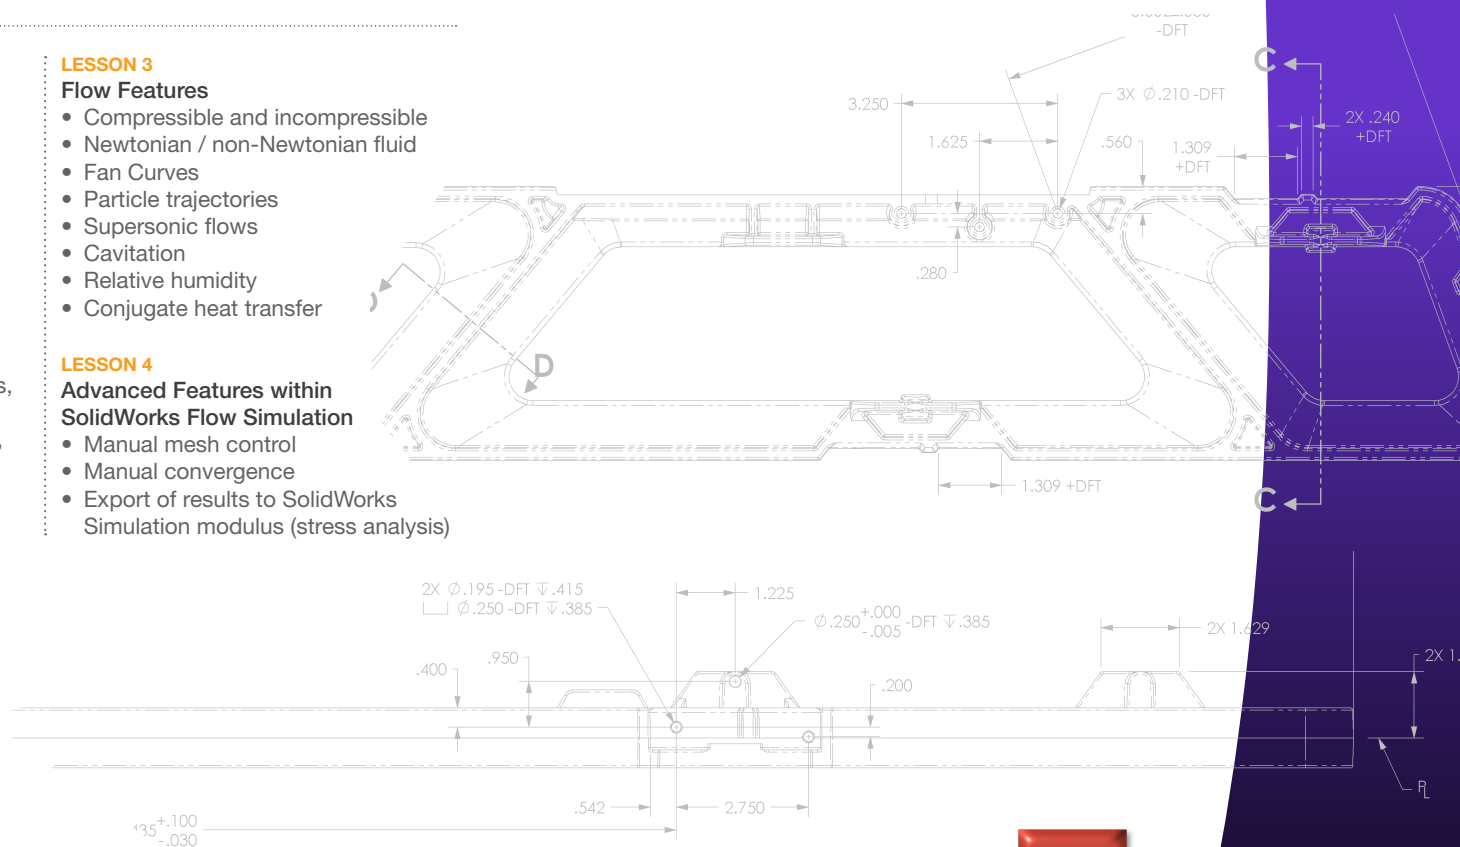 LESSON 3
Flow Features
• Compressible and incompressible
• Newtonian / non-Newtonian fluid
• Fan Curves
• Particle trajectories
• Supersonic flows
• Cavitation
• Relative humidity
• Conjugate heat transfer
LESSON 4
Advanced Features within
SolidWorks Flow Simulation
• Manual mesh control
• Manual convergence
• Export of results to SolidWorks
Simulation modulus (stress analysis)
-DFT
C
3.250
3X ∅.210 -DFT
2X .240
+DFT
1.625
.560
1.309
+DFT
.280
D
1.309 +DFT
C
2X ∅.195 -DFT ↧.415
⌴ ∅.250 -DFT ↧.385
1.225
∅.250 +.000 -.005 -DFT ↧.385
2X 1.629
.950
.400
.200
2X 1.
PL
.542
2.750
+.100
-.030